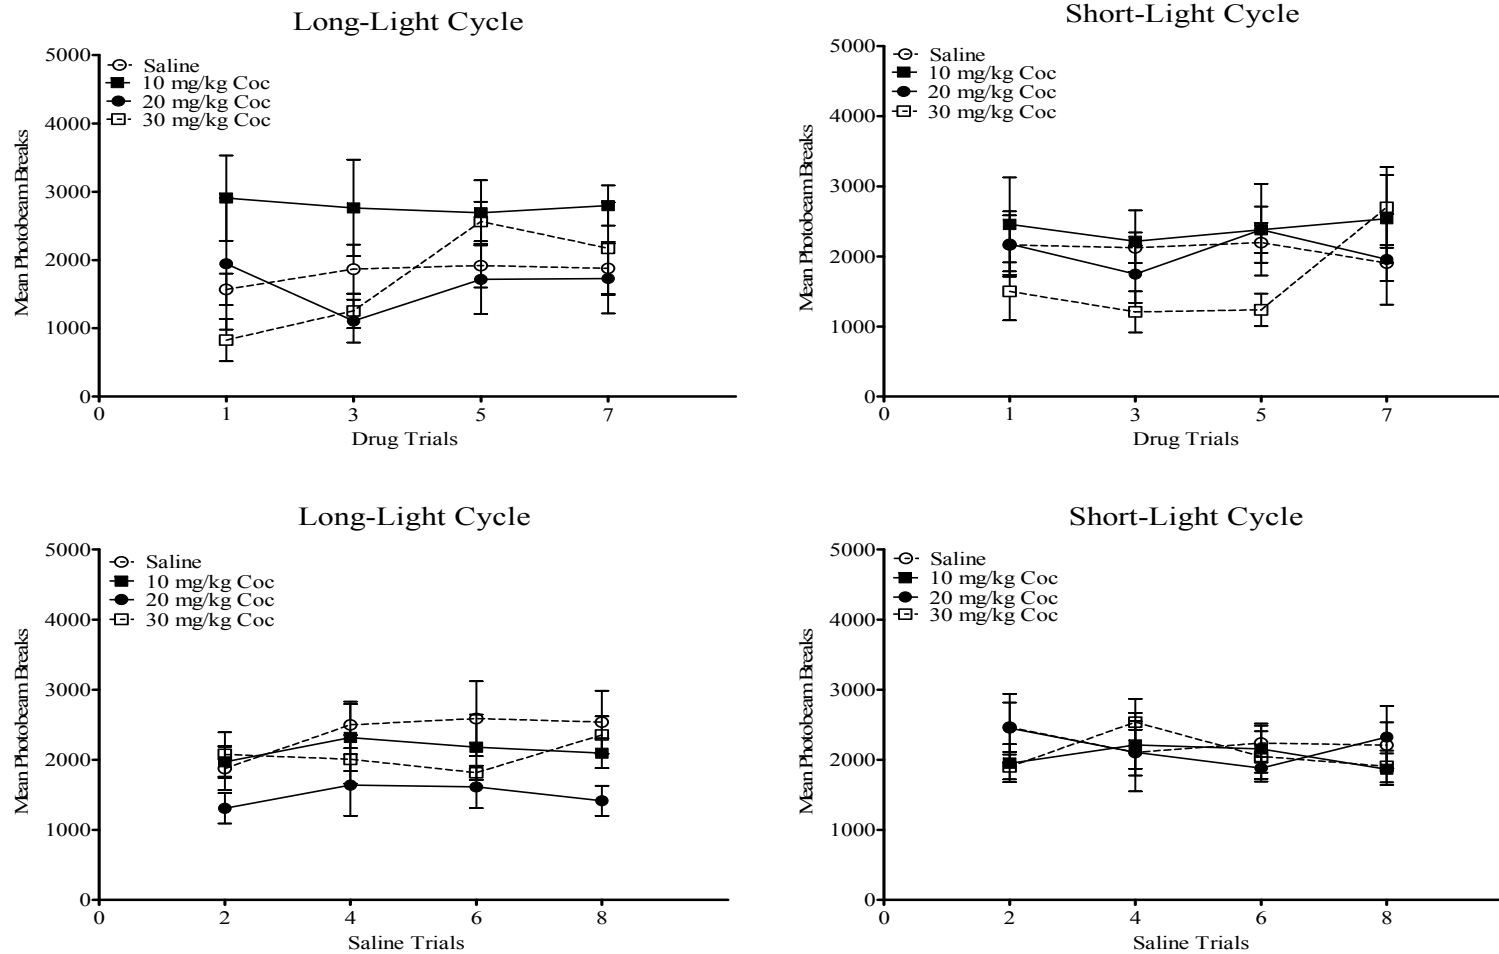 Long-Light Cycle
5000
4000
3000
2000
1000
0
Mean Photobeam Breaks
Saline
10 mg/kg Coc
20 mg/kg Coc
30 mg/kg Coc
0 1 3 5 7
Drug Trials
Short-Light Cycle
5000
4000
3000
2000
1000
0
Mean Photobeam Breaks
Saline
10 mg/kg Coc
20 mg/kg Coc
30 mg/kg Coc
0 1 3 5 7
Drug Trials
Long-Light Cycle
5000
4000
3000
2000
1000
0
Mean Photobeam Breaks
Saline
10 mg/kg Coc
20 mg/kg Coc
30 mg/kg Coc
0 2 4 6 8
Saline Trials
Short-Light Cycle
5000
4000
3000
2000
1000
0
Mean Photobeam Breaks
Saline
10 mg/kg Coc
20 mg/kg Coc
30 mg/kg Coc
0 2 4 6 8
Saline Trials